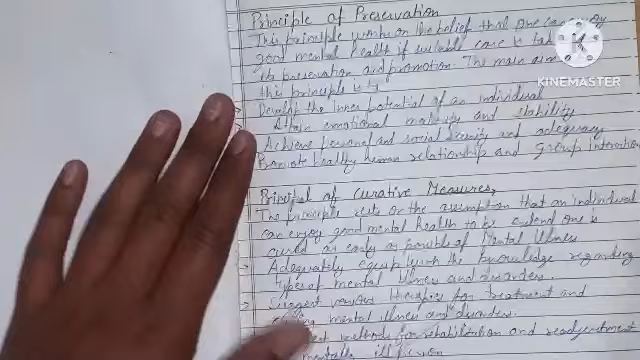 Principle of Preservation
This principle works on the belief that one can enjoy
good mental health if suitable care is taken
its preservation and promotion. The main aim
this principle is to
KINEMASTER
Develop the inner potential of an individual
Attain emotional maturity and stability
Achieve personal and social security and adequacy
Promote healthy human relationship and group interaction
Principal of Curative Measures,
The principle rests on the assumption that an individual
can enjoy good mental health to the extend one is
cured as early as possible of Mental Illness
Adequately equip with the knowledge regarding
types of mental illness and disorders.
Suggest various therapies for treatment and
mental illness and disorders.
methods for rehabilitation and readjustment
mentally ill person